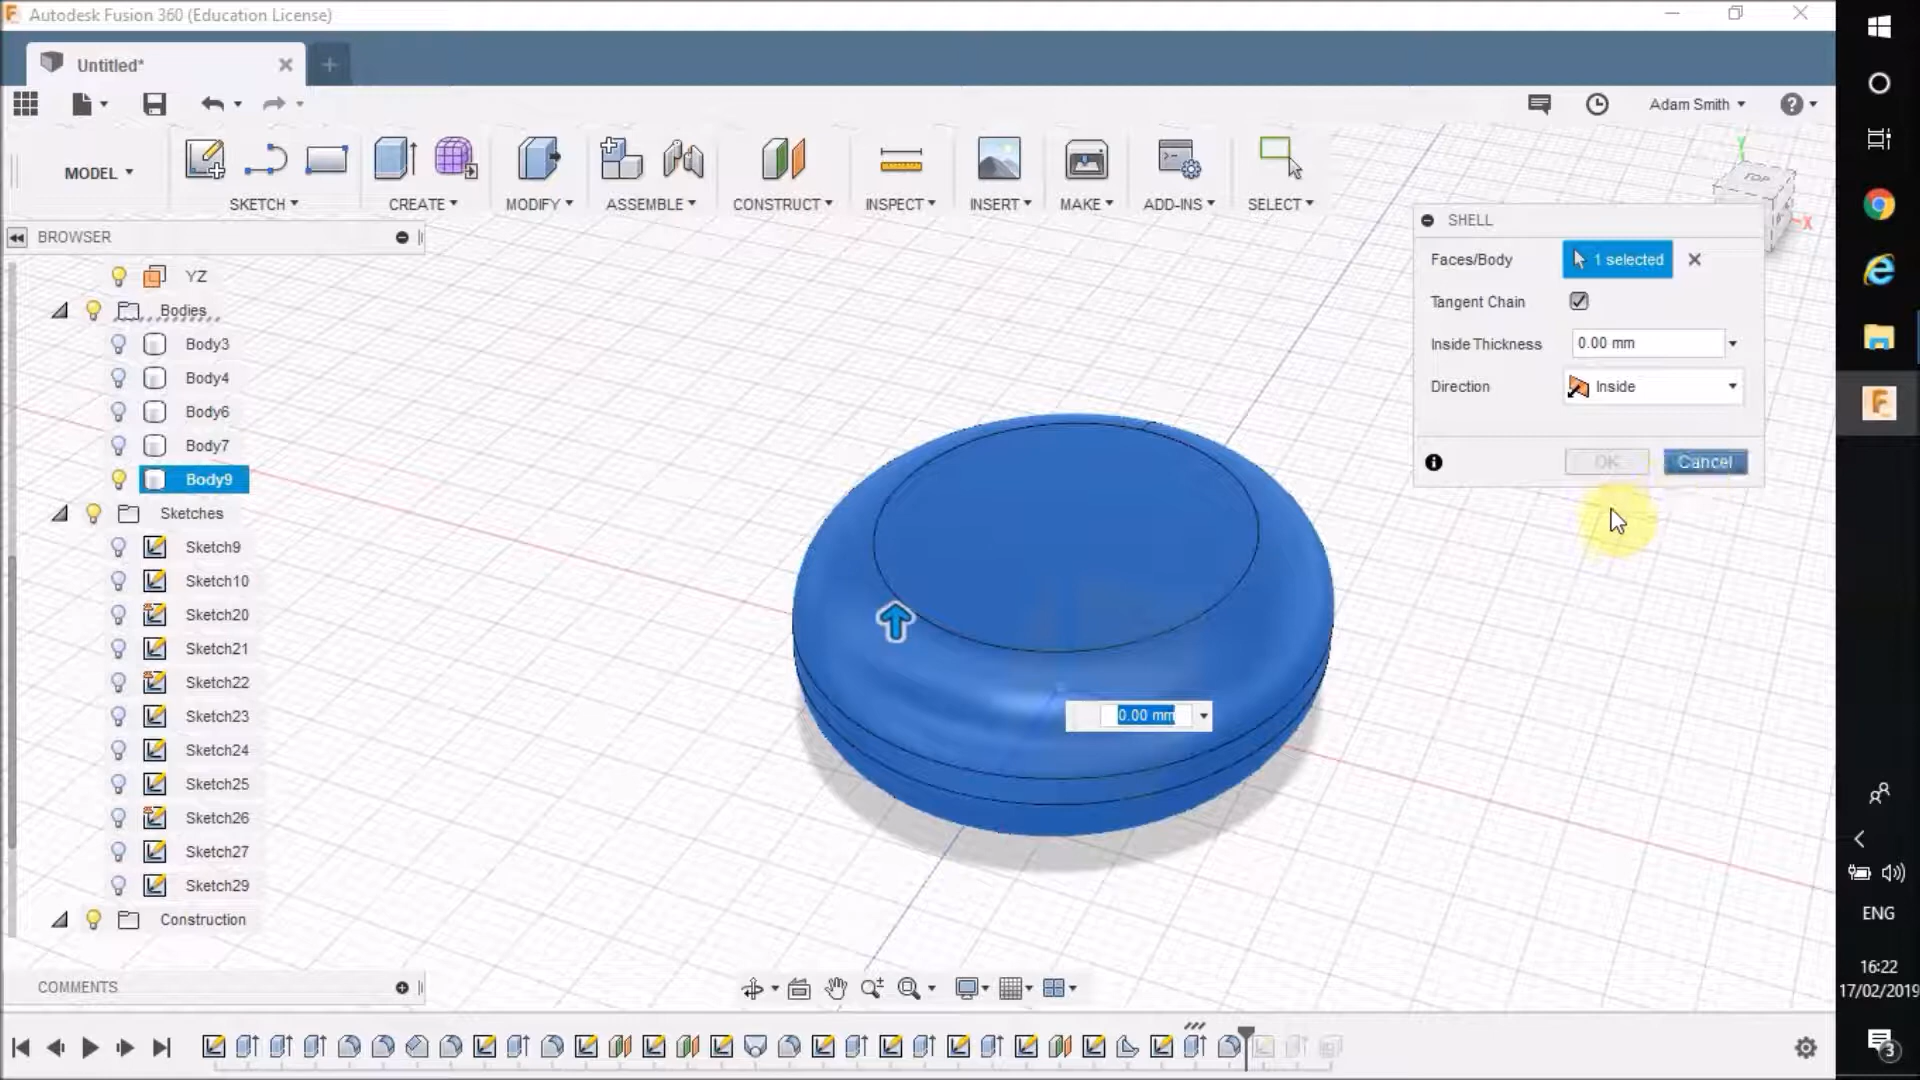 Autodesk Fusion 360 (Education License)
Untitled*
Adam Smith
MODEL
SKETCH
CREATE
MODIFY
ASSEMBLE
CONSTRUCT
INSPECT
INSERT
MAKE
ADD-INS
SELECT
TOP
X
BROWSER
YZ
Bodies
Body3
Body4
Body6
Body7
Body9
Sketches
Sketch9
Sketch10
Sketch20
Sketch21
Sketch22
Sketch23
Sketch24
Sketch25
Sketch26
Sketch27
Sketch29
Construction
COMMENTS
SHELL
Faces/Body
1 selected
Tangent Chain
Inside Thickness
0.00 mm
Direction
Inside
OK
Cancel
0.00 mm
ENG
16:22
17/02/2019
3